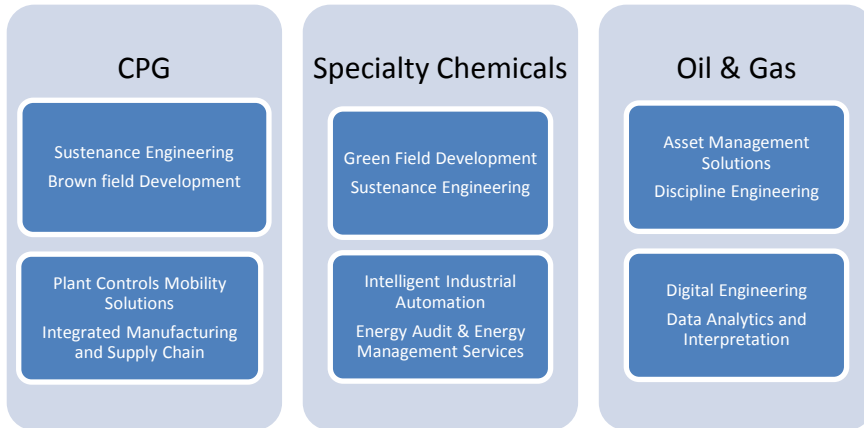 CPG
Sustenance Engineering
Brown field Development
Plant Controls Mobility
Solutions
Integrated Manufacturing
and Supply Chain
Specialty Chemicals
Green Field Development
Sustenance Engineering
Intelligent Industrial
Automation
Energy Audit & Energy
Management Services
Oil & Gas
Asset Management
Solutions
Discipline Engineering
Digital Engineering
Data Analytics and
Interpretation